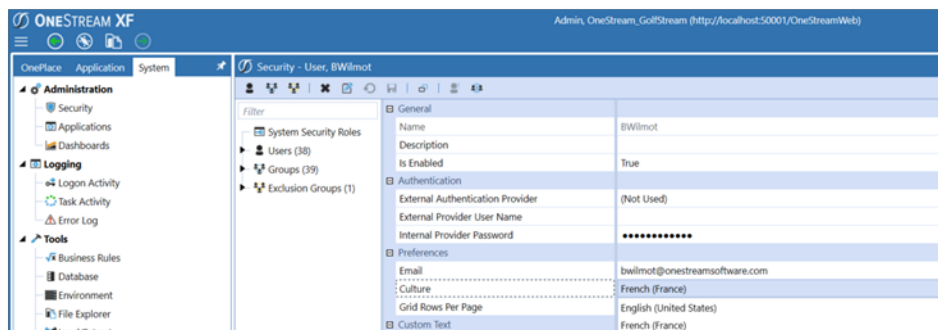 ONESTREAM XF
Admin, OneStream_GolfStream (http://localhost:50001/OneStreamWeb)
OnePlace Application System
Security - User, BWilmot
Administration
Security
Applications
Dashboards
Logging
Logon Activity
Task Activity
Error Log
Tools
Business Rules
Database
Environment
File Explorer
Filter
System Security Roles
Users (38)
Groups (39)
Exclusion Groups (1)
General
Name BWilmot
Description
Is Enabled True
Authentication
External Authentication Provider (Not Used)
External Provider User Name
Internal Provider Password ●●●●●●●●●●●●
Preferences
Email bwilmot@onestreamsoftware.com
Culture French (France)
Grid Rows Per Page English (United States)
Custom Text French (France)